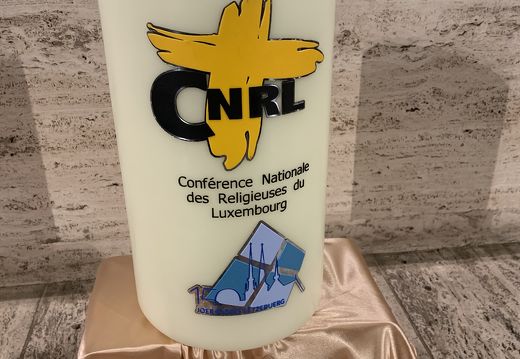 CNRL
Conférence Nationale
des Religieuses du
Luxembourg